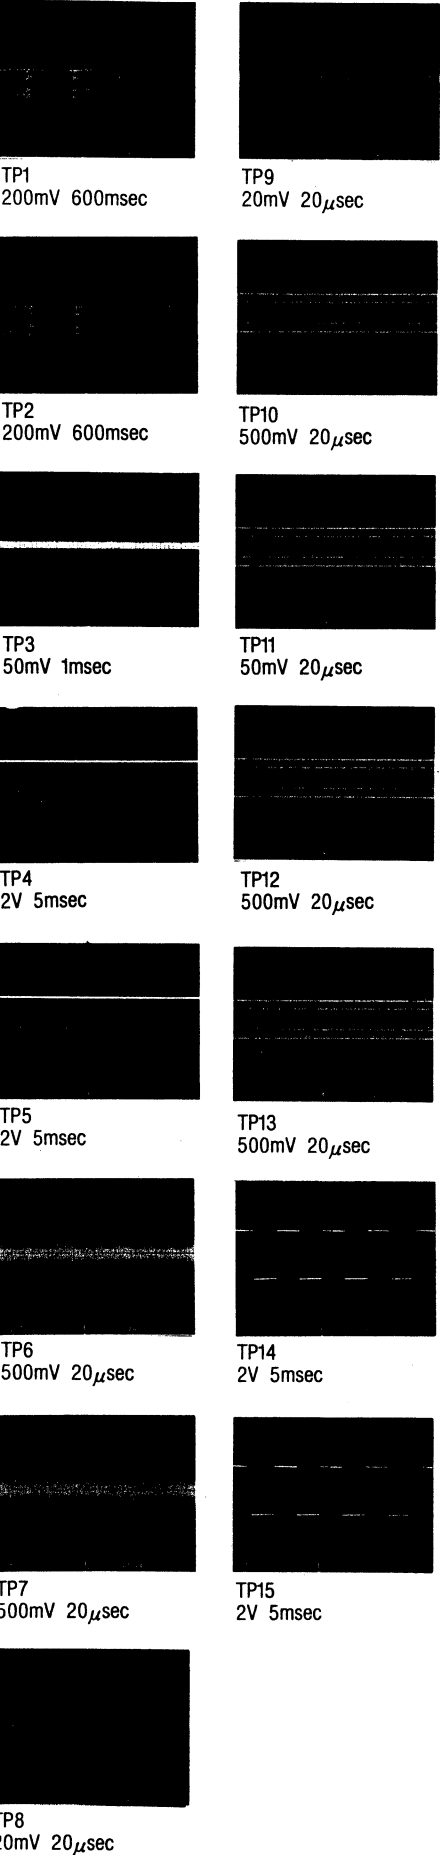 TP1
200mV 600msec
TP2
200mV 600msec
TP3
50mV 1msec
TP4
2V 5msec
TP5
2V 5msec
TP6
500mV 20μsec
TP7
500mV 20μsec
TP8
20mV 20μsec
TP9
20mV 20μsec
TP10
500mV 20μsec
TP11
50mV 20μsec
TP12
500mV 20μsec
TP13
500mV 20μsec
TP14
2V 5msec
TP15
2V 5msec